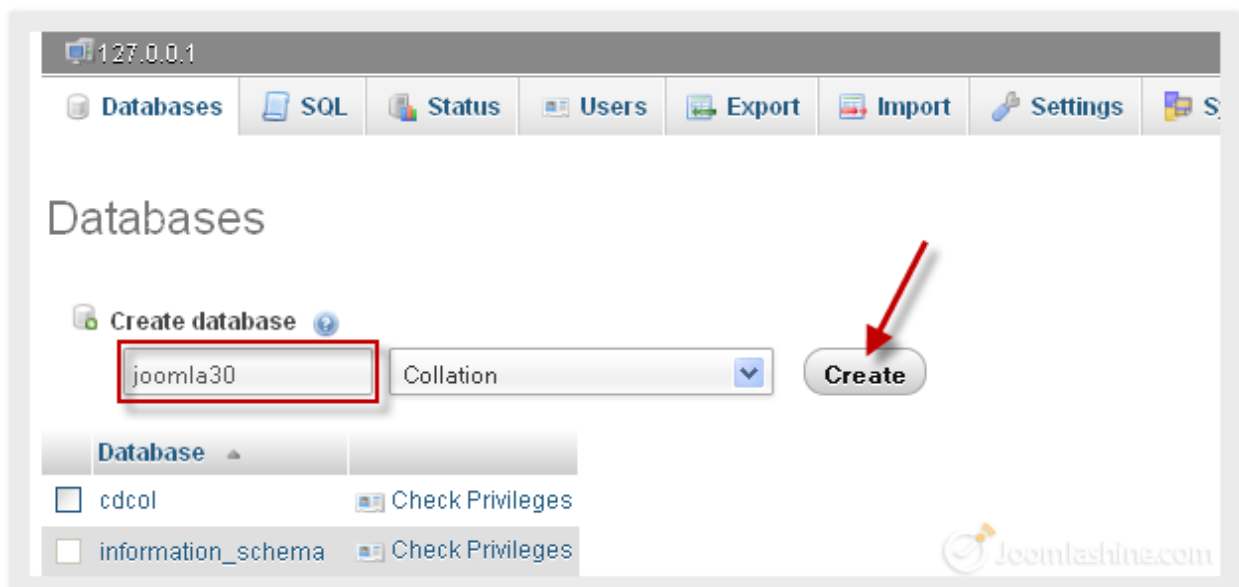 127.0.0.1
Databases SQL Status Users Export Import Settings
Databases
Create database
joomla30 Collation Create
Database
cdcol Check Privileges
information_schema Check Privileges
Joomlashine.com